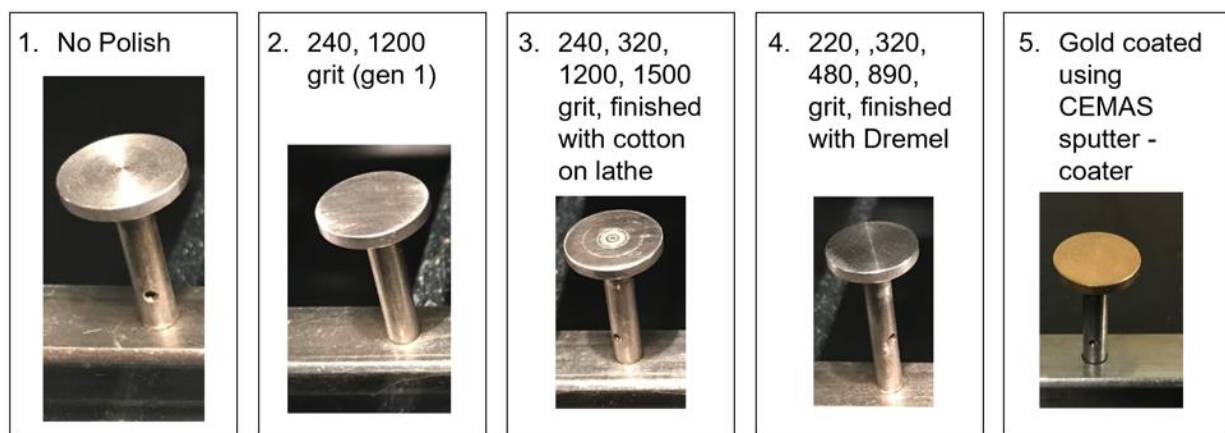 1. No Polish
2. 240, 1200
grit (gen 1)
3. 240, 320,
1200, 1500
grit, finished
with cotton
on lathe
4. 220, ,320,
480, 890,
grit, finished
with Dremel
5. Gold coated
using
CEMAS
sputter -
coater